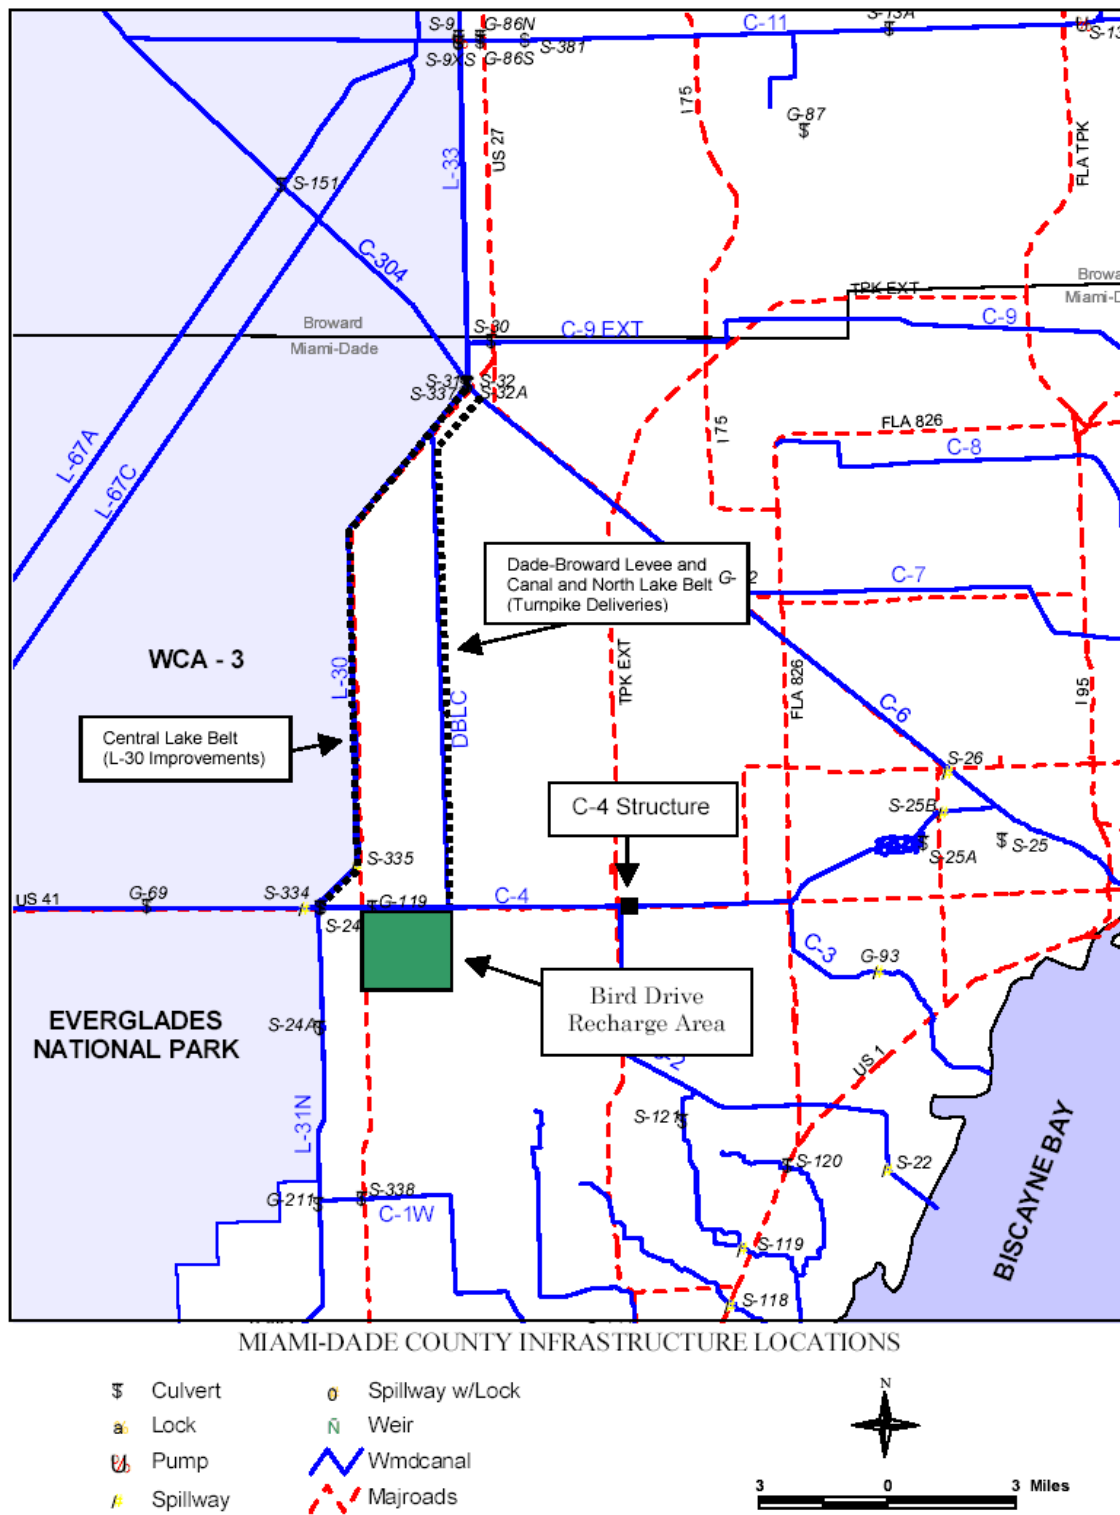 S-9
G-86N
C-11
S-13A
S-13
S-381
S-9XS
G-86S
I 75
G-87
US 27
L-33
FLA TPK
S-151
C-304
TPK EXT
Browa
Miami-D
Broward
Miami-Dade
S-30
C-9 EXT
C-9
S-31
S-32
S-337
S-32A
L-67A
L-67C
I 75
FLA 826
C-8
Dade-Broward Levee and
Canal and North Lake Belt
(Turnpike Deliveries)
G-
2
C-7
WCA - 3
L-30
TPK EXT
FLA 826
I 95
C-6
DBLC
Central Lake Belt
(L-30 Improvements)
S-26
C-4 Structure
S-25B
S-25A
S-25
S-335
US 41
G-69
S-334
G-119
C-4
S-24
C-3
G-93
Bird Drive
Recharge Area
EVERGLADES
NATIONAL PARK
S-24A
-2
US 1
L-31N
S-121
S-120
S-22
BISCAYNE BAY
G-211
S-338
C-1W
S-119
S-118
MIAMI-DADE COUNTY INFRASTRUCTURE LOCATIONS
Culvert
Spillway w/Lock
Lock
Weir
Pump
Wmdcanal
Spillway
Majroads
N
3 0 3 Miles